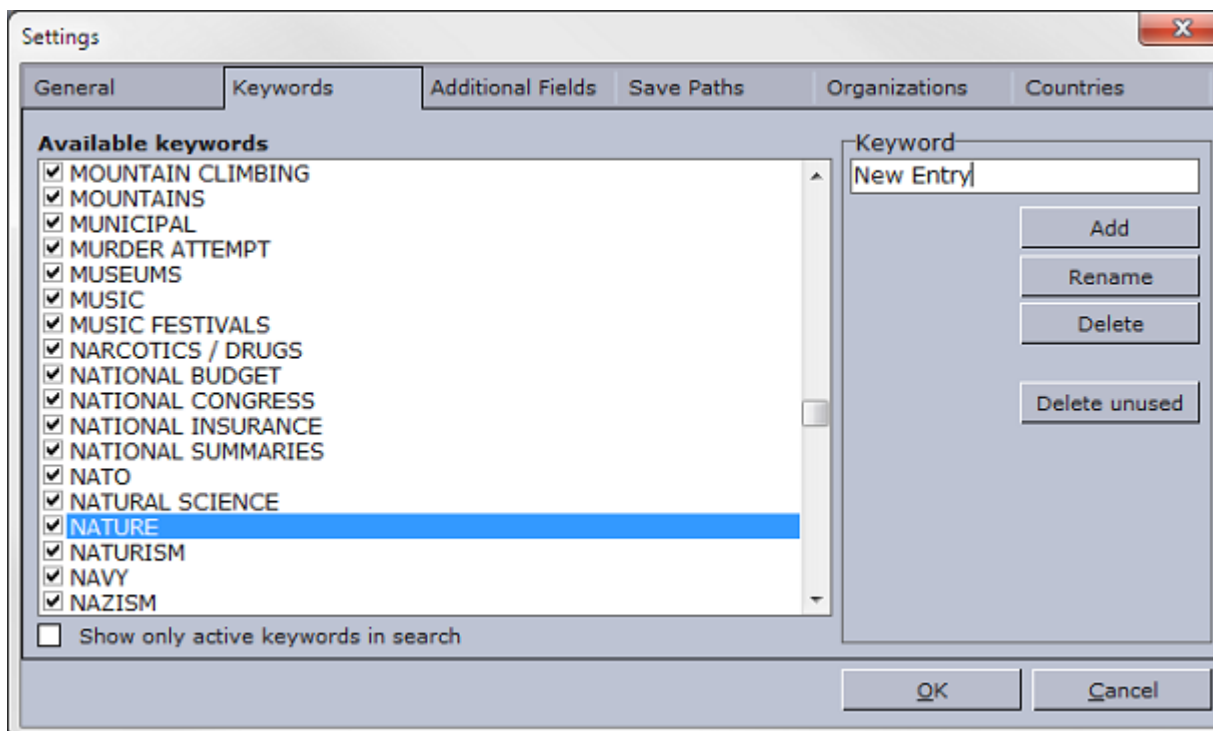 Settings
General Keywords Additional Fields Save Paths Organizations Countries
Available keywords
MOUNTAIN CLIMBING
MOUNTAINS
MUNICIPAL
MURDER ATTEMPT
MUSEUMS
MUSIC
MUSIC FESTIVALS
NARCOTICS / DRUGS
NATIONAL BUDGET
NATIONAL CONGRESS
NATIONAL INSURANCE
NATIONAL SUMMARIES
NATO
NATURAL SCIENCE
NATURE
NATURISM
NAVY
NAZISM
Show only active keywords in search
Keyword
New Entry
Add
Rename
Delete
Delete unused
OK Cancel